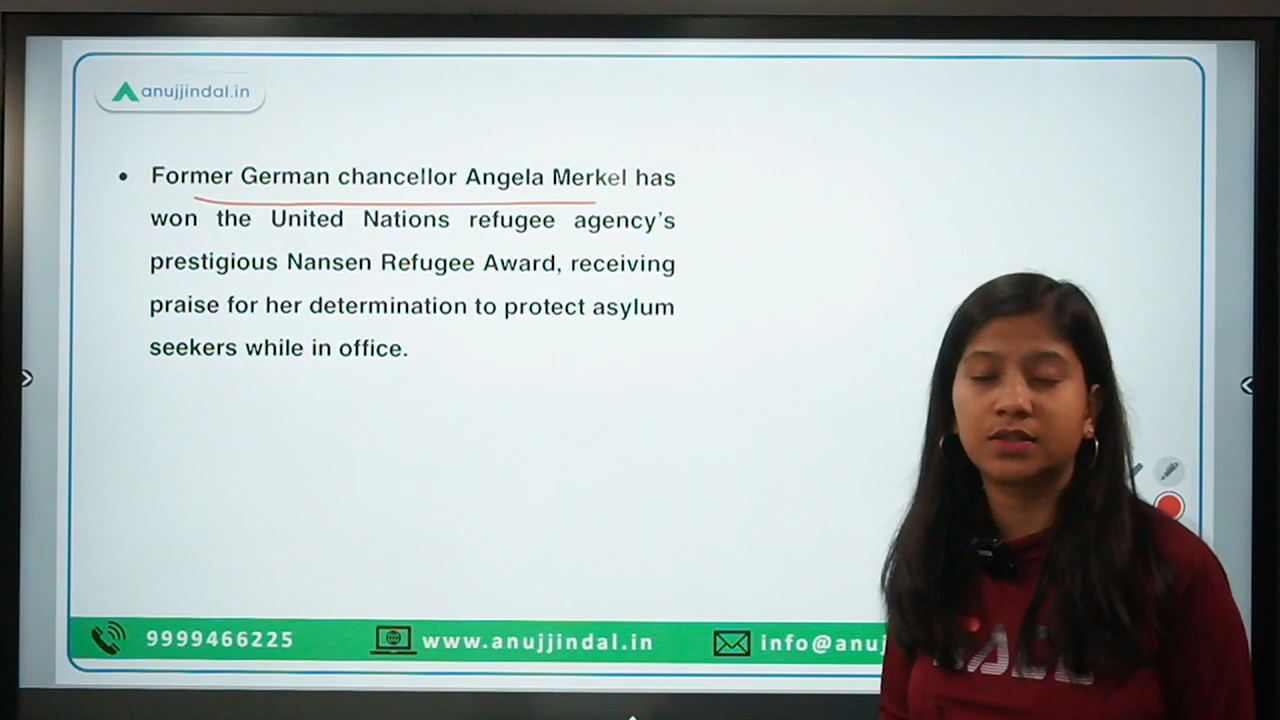 anujjindal.in
• Former German chancellor Angela Merkel has
won the United Nations refugee agency's
prestigious Nansen Refugee Award, receiving
praise for her determination to protect asylum
seekers while in office.
9999466225
www.anujjindal.in
info@anuj